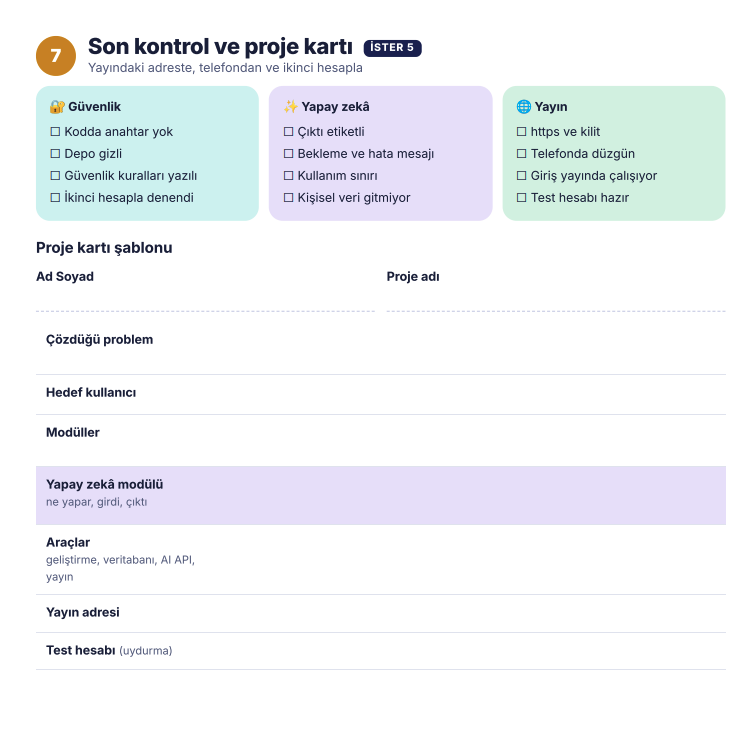 7
Son kontrol ve proje kartı
İSTER 5
Yayındaki adreste, telefondan ve ikinci hesapla
🔐 Güvenlik
☐ Kodda anahtar yok
☐ Depo gizli
☐ Güvenlik kuralları yazılı
☐ İkinci hesapla denendi
✨ Yapay zekâ
☐ Çıktı etiketli
☐ Bekleme ve hata mesajı
☐ Kullanım sınırı
☐ Kişisel veri gitmiyor
🌐 Yayın
☐ https ve kilit
☐ Telefonda düzgün
☐ Giriş yayında çalışıyor
☐ Test hesabı hazır
Proje kartı şablonu
Ad Soyad
Proje adı
Çözdüğü problem
Hedef kullanıcı
Modüller
Yapay zekâ modülü
ne yapar, girdi, çıktı
Araçlar
geliştirme, veritabanı, AI API,
yayın
Yayın adresi
Test hesabı (uydurma)